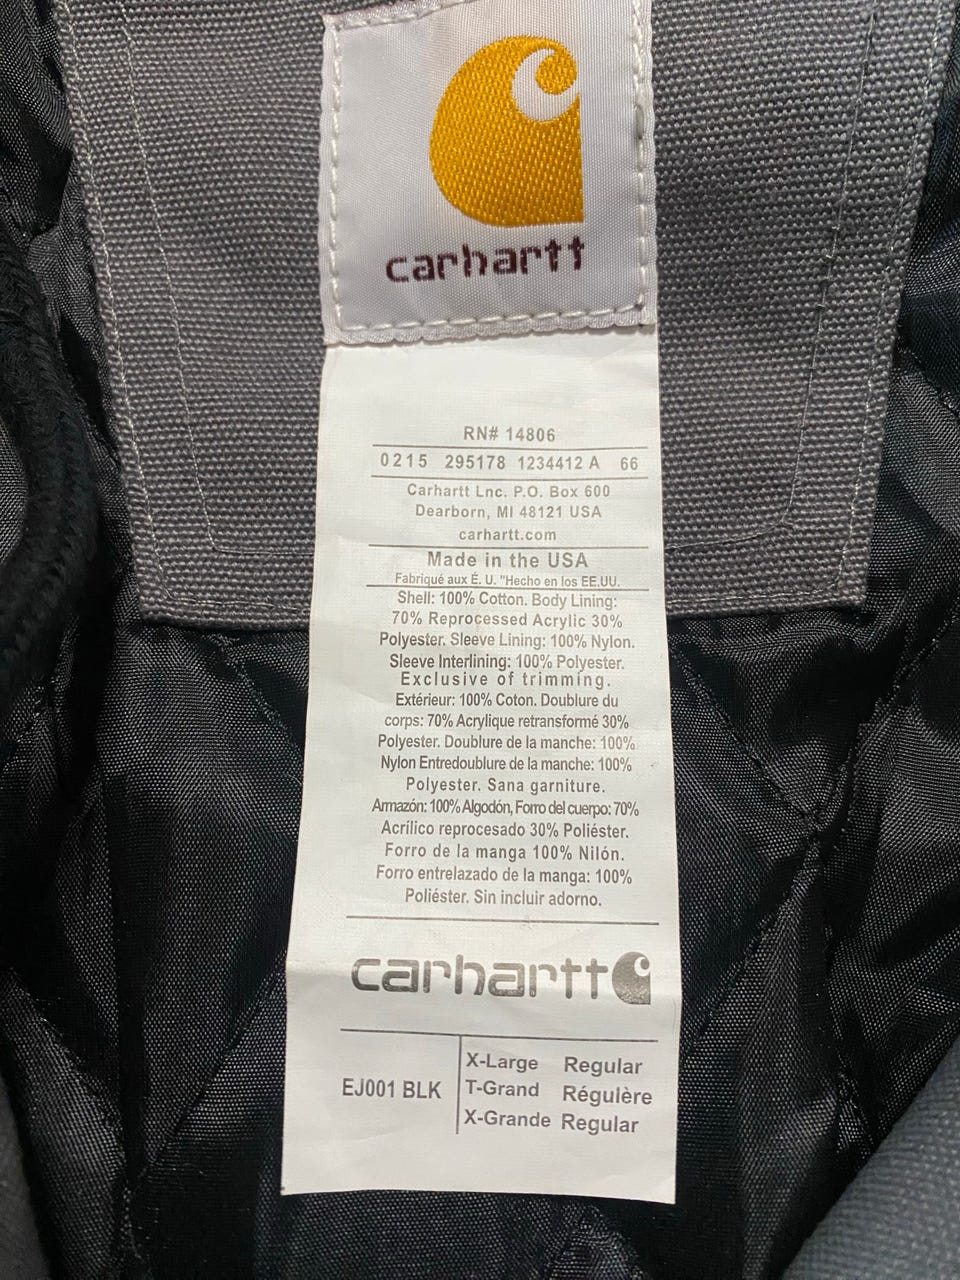 carhartt
RN# 14806
0215 295178 1234412 A 66
Carhartt Lnc. P.O. Box 600
Dearborn, MI 48121 USA
carhartt.com
Made in the USA
Fabriqué aux É. U. "Hecho en los EE.UU.
Shell: 100% Cotton. Body Lining:
70% Reprocessed Acrylic 30%
Polyester. Sleeve Lining: 100% Nylon.
Sleeve Interlining: 100% Polyester.
Exclusive of trimming.
Extérieur: 100% Coton. Doublure du
corps: 70% Acrylique retransformé 30%
Polyester. Doublure de la manche: 100%
Nylon Entredoublure de la manche: 100%
Polyester. Sana garniture.
Armazón: 100% Algodón, Forro del cuerpo: 70%
Acrílico reprocesado 30% Poliéster.
Forro de la manga 100% Nilón.
Forro entrelazado de la manga: 100%
Poliéster. Sin incluir adorno.
carhartt
EJ001 BLK
X-Large Regular
T-Grand Régulère
X-Grande Regular